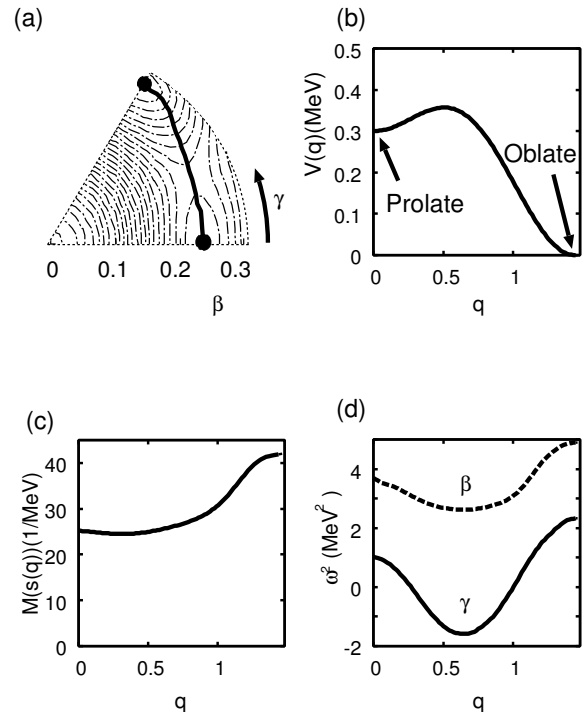 (a)
γ
0 0.1 0.2 0.3
β
(b)
V(q)(MeV)
0.5
0.4
0.3
0.2
0.1
0
Oblate
Prolate
0 0.5 1
q
(c)
M(s(q))(1/MeV)
40
30
20
10
0
0 0.5 1
q
(d)
ω² (MeV²)
4
2
0
-2
β
γ
0 0.5 1
q